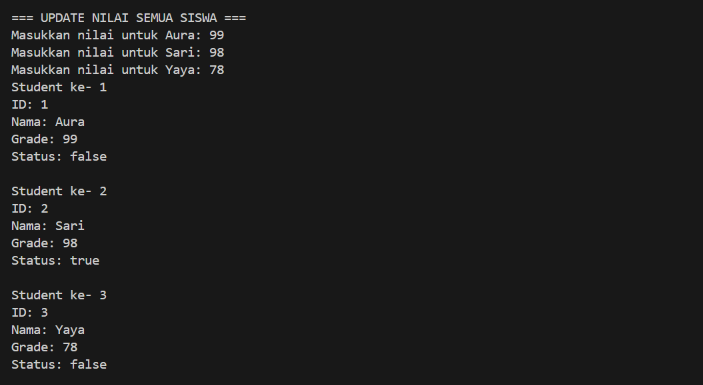 === UPDATE NILAI SEMUA SISWA ===
Masukkan nilai untuk Aura: 99
Masukkan nilai untuk Sari: 98
Masukkan nilai untuk Yaya: 78
Student ke- 1
ID: 1
Nama: Aura
Grade: 99
Status: false

Student ke- 2
ID: 2
Nama: Sari
Grade: 98
Status: true

Student ke- 3
ID: 3
Nama: Yaya
Grade: 78
Status: false